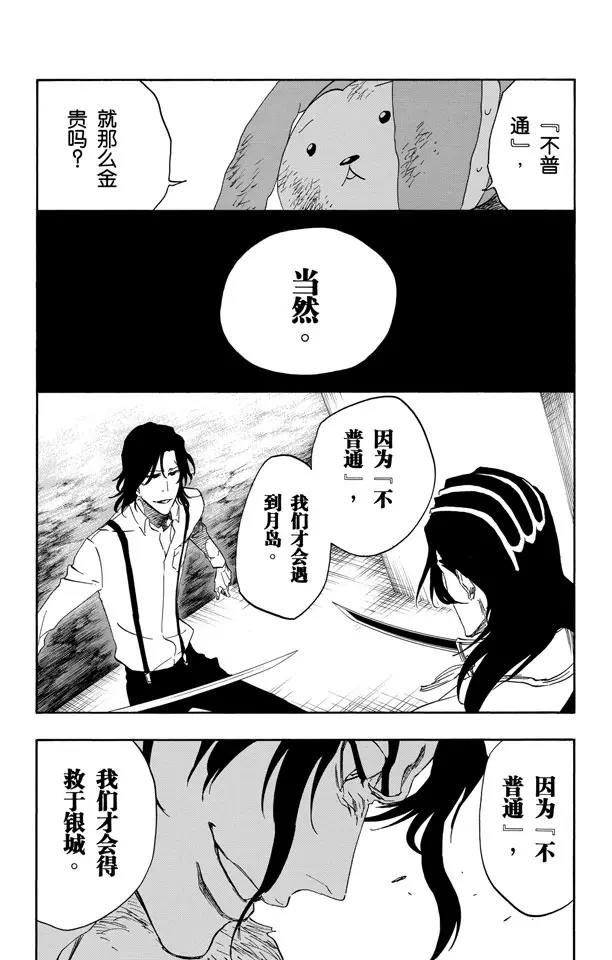 『不普
通』，
就那么金
贵吗？
当然。
因为『不
普通』，
我们才会遇
到月岛。
因为『不
普通』，
我们才会得
救于银城。